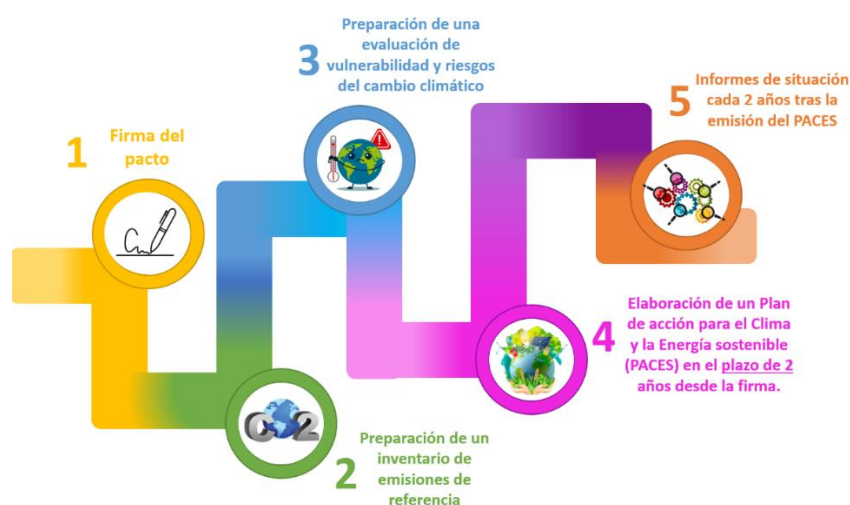 1
Firma del
pacto
CO2
2
Preparación de un
inventario de
emisiones de
referencia
3
Preparación de una
evaluación de
vulnerabilidad y riesgos
del cambio climático
4
Elaboración de un Plan
de acción para el Clima
y la Energía sostenible
(PACES) en el plazo de 2
años desde la firma.
5
Informes de situación
cada 2 años tras la
emisión del PACES